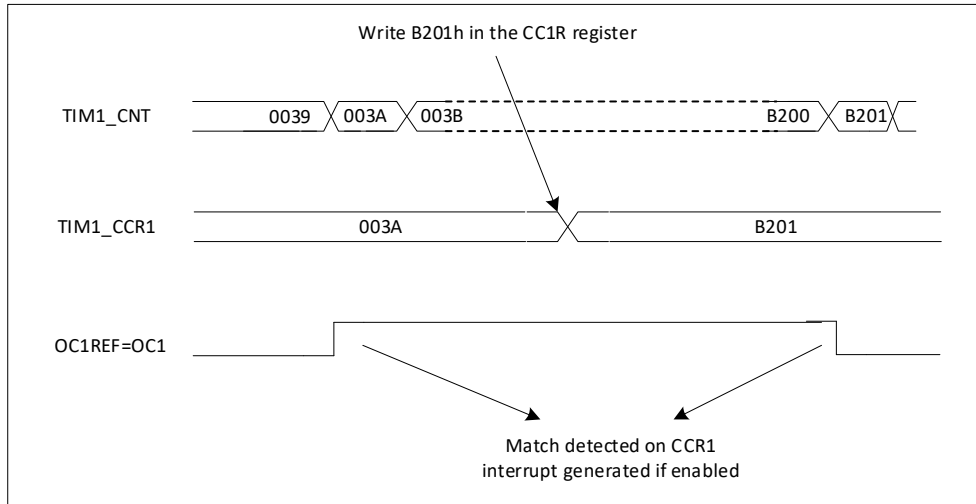 Write B201h in the CC1R register
TIM1_CNT 0039 003A 003B B200 B201
TIM1_CCR1 003A B201
OC1REF=OC1
Match detected on CCR1
interrupt generated if enabled